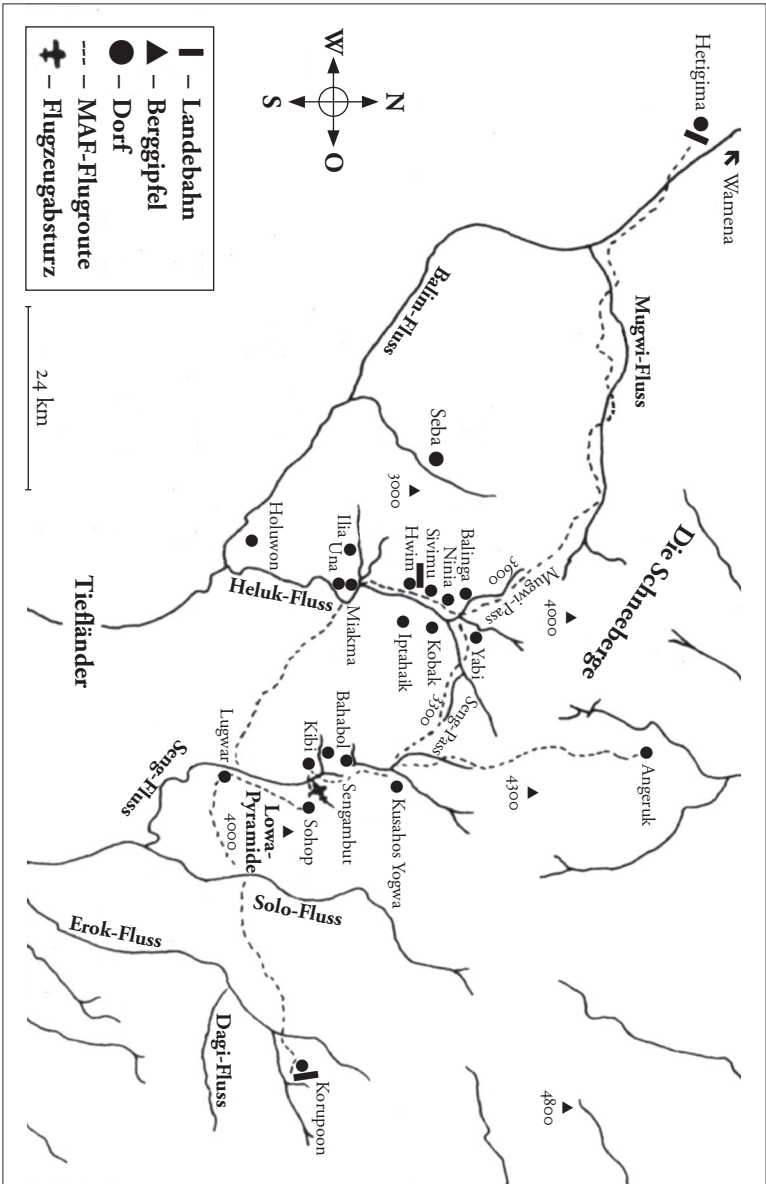 Hetigima
Wamena
N
W
O
S
Mugwi-Fluss
Balim-Fluss
Die Schneeberge
4000
Mugwi-Pass
3600
Seba
3000
Balinga
Ninia
Sivimu
Hwim
Yabi
Kobak
Iptahaik
Ilia
Una
Miakma
Holuwon
Heluk-Fluss
Tiefländer
Seng-Pass
3300
Angeruk
4300
Kusahos Yogwa
Sengambut
Bahabol
Kibi
Sohop
Lugwar
Lowa-
Pyramide
4000
Seng-Fluss
Solo-Fluss
Erok-Fluss
Dagi-Fluss
Korupoon
4800
– Landebahn
– Berggipfel
– Dorf
– MAF-Flugroute
– Flugzeugabsturz
24 km